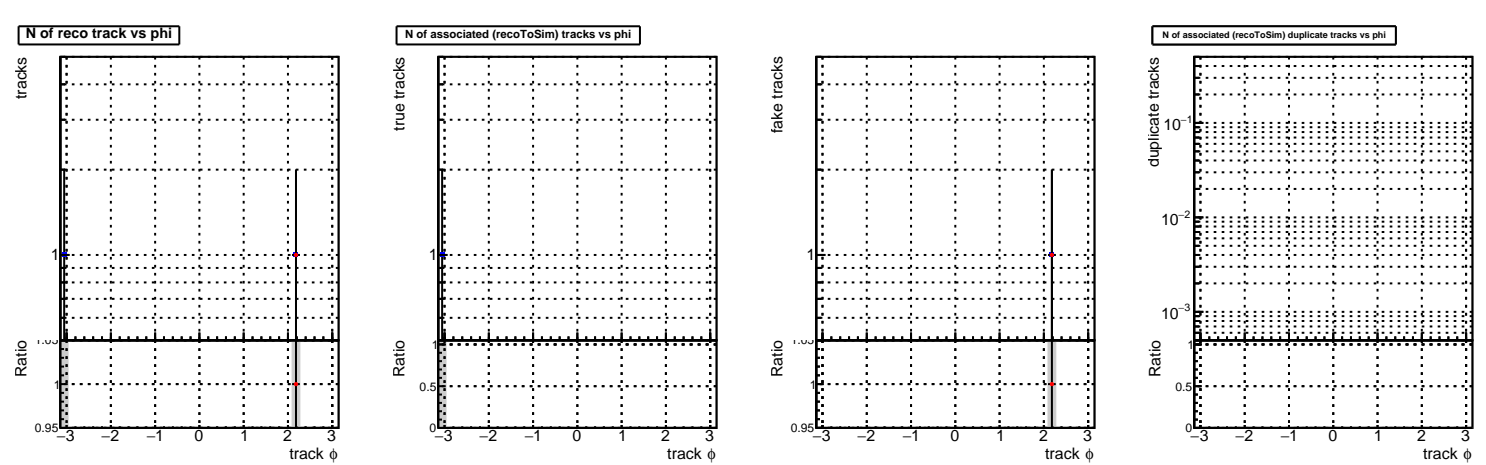 N of reco track vs phi
tracks
1
Ratio
1.05
1
0.95
−3 −2 −1 0 1 2 3
track ϕ
N of associated (recoToSim) tracks vs phi
true tracks
1
Ratio
1
0.5
0
−3 −2 −1 0 1 2 3
track ϕ
fake tracks
1
Ratio
1.05
1
0.95
−3 −2 −1 0 1 2 3
track ϕ
N of associated (recoToSim) duplicate tracks vs phi
duplicate tracks
10−1
10−2
10−3
Ratio
1
0.5
0
−3 −2 −1 0 1 2 3
track ϕ